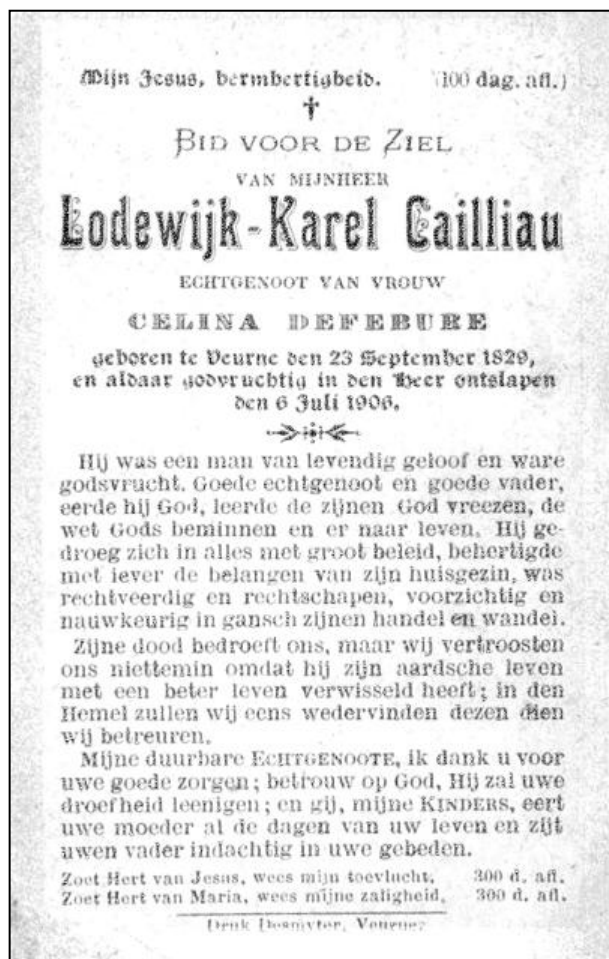 Mijn Jesus, bermhertigheid. (100 dag. afl.)
BID VOOR DE ZIEL
VAN MIJNHEER
Lodewijk-Karel Cailliau
ECHTGENOOT VAN VROUW
CELINA DEFEBURE
geboren te Veurne den 23 September 1829,
en aldaar godvruchtig in den Heer ontslapen
den 6 Juli 1906.
Hij was een man van levendig geloof en ware
godsvrucht. Goede echtgenoot en goede vader,
eerde hij God, leerde de zijnen God vreezen, de
wet Gods beminnen en er naar leven. Hij ge-
droeg zich in alles met groot beleid, behertigde
met iever de belangen van zijn huisgezin, was
rechtveerdig en rechtschapen, voorzichtig en
nauwkeurig in gansch zijnen handel en wandel.
Zijne dood bedroeft ons, maar wij vertroosten
ons niettemin omdat hij zijn aardsche leven
met een beter leven verwisseld heeft; in den
Hemel zullen wij eens wedervinden dezen dien
wij betreuren.
Mijne duurbare ECHTGENOOTE, ik dank u voor
uwe goede zorgen; betrouw op God, Hij zal uwe
droefheid leenigen; en gij, mijne KINDERS, eert
uwe moeder al de dagen van uw leven en zijt
uwen vader indachtig in uwe gebeden.
Zoet Hert van Jesus, wees mijn toevlucht. 300 d. afl.
Zoet Hert van Maria, wees mijne zaligheid. 300 d. afl.
Druk Desmyter, Veurne.